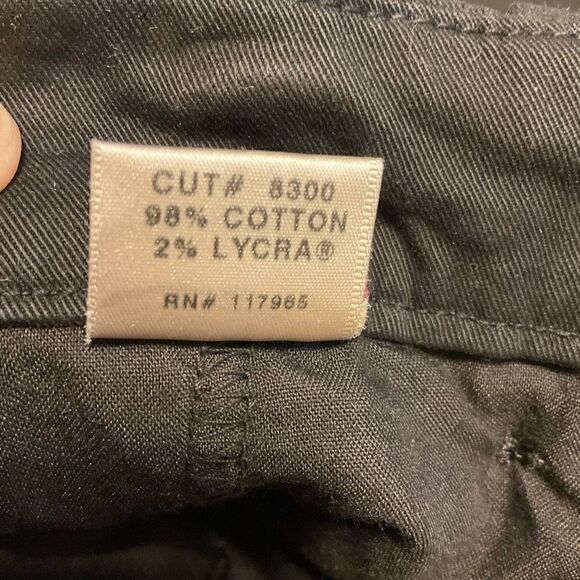 CUT# 8300
98% COTTON
2% LYCRA®
RN# 117965